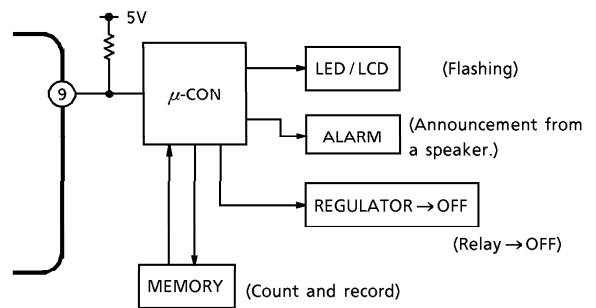 5V
9
μ-CON
LED / LCD (Flashing)
ALARM (Announcement from
a speaker.)
REGULATOR → OFF
(Relay → OFF)
MEMORY (Count and record)